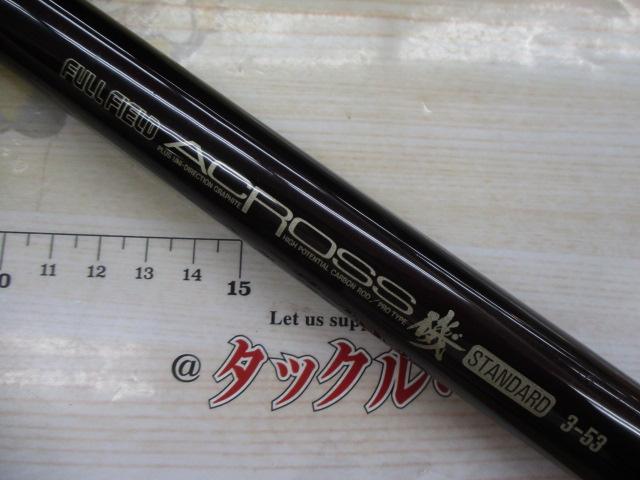 FULL FIELD ACROSS 磯 STANDARD 3-53
PLUS UNI-DIRECTION GRAPHITE
HIGH POTENTIAL CARBON ROD/PRO TYPE
0 11 12 13 14 15
Let us supp
@タックル